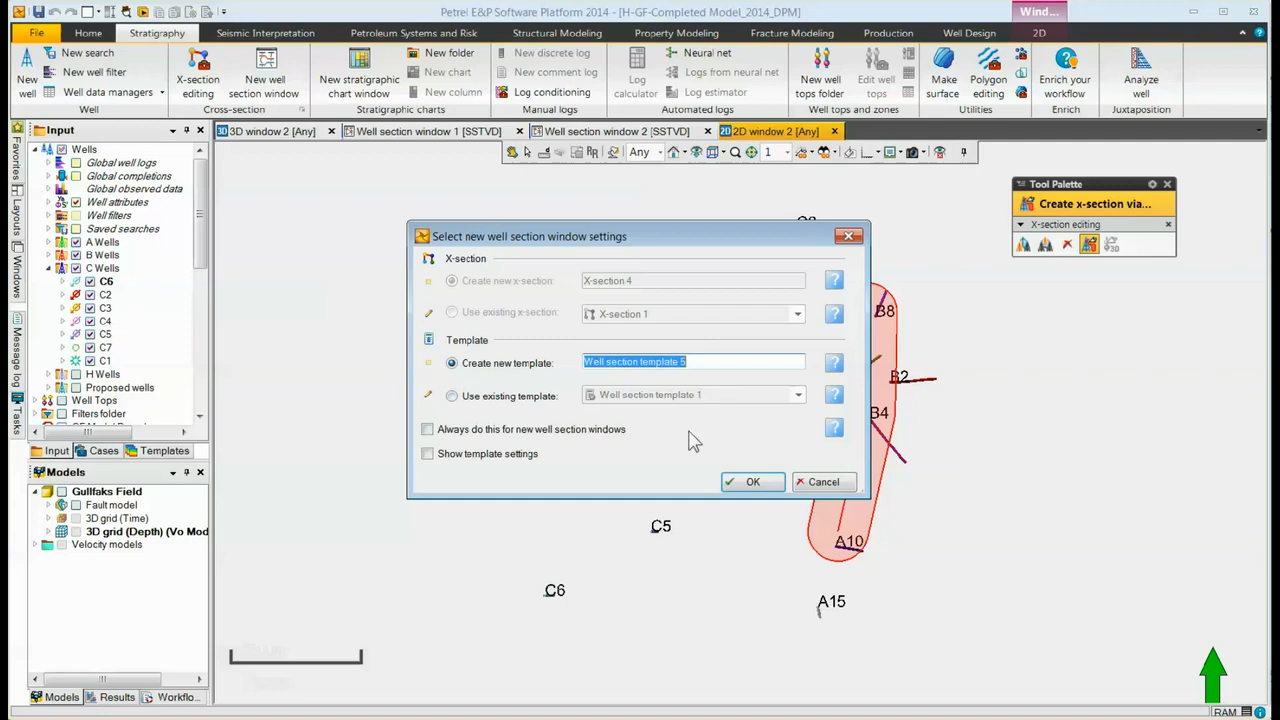 Petrel E&P Software Platform 2014 - [H-GF-Completed Model_2014_DPM]
Wind...
File
Home
Stratigraphy
Seismic Interpretation
Petroleum Systems and Risk
Structural Modeling
Property Modeling
Fracture Modeling
Production
Well Design
2D
New well
New search
New well filter
Well data managers
Well
X-section editing
New well section window
Cross-section
New stratigraphic chart window
New folder
New chart
New column
Stratigraphic charts
New discrete log
New comment log
Log conditioning
Manual logs
Log calculator
Neural net
Logs from neural net
Log estimator
Automated logs
New well tops folder
Edit well tops
Well tops and zones
Make surface
Polygon editing
Utilities
Enrich your workflow
Enrich
Analyze well
Juxtaposition
Favorites
Layouts
Windows
Message log
Tasks
Input
Wells
Global well logs
Global completions
Global observed data
Well attributes
Well filters
Saved searches
A Wells
B Wells
C Wells
C6
C2
C3
C4
C5
C7
C1
H Wells
Proposed wells
Well Tops
Filters folder
Input
Cases
Templates
Models
Gullfaks Field
Fault model
3D grid (Time)
3D grid (Depth) (Vo Mod
Velocity models
Models
Results
Workflo...
3D window 2 [Any]
Well section window 1 [SSTVD]
Well section window 2 [SSTVD]
2D window 2 [Any]
Any
1
Tool Palette
Create x-section via...
X-section editing
Select new well section window settings
X-section
Create new x-section:
X-section 4
Use existing x-section:
X-section 1
Template
Create new template:
Well section template 5
Use existing template:
Well section template 1
Always do this for new well section windows
Show template settings
OK
Cancel
B8
B2
B4
C5
A10
C6
A15
RAM